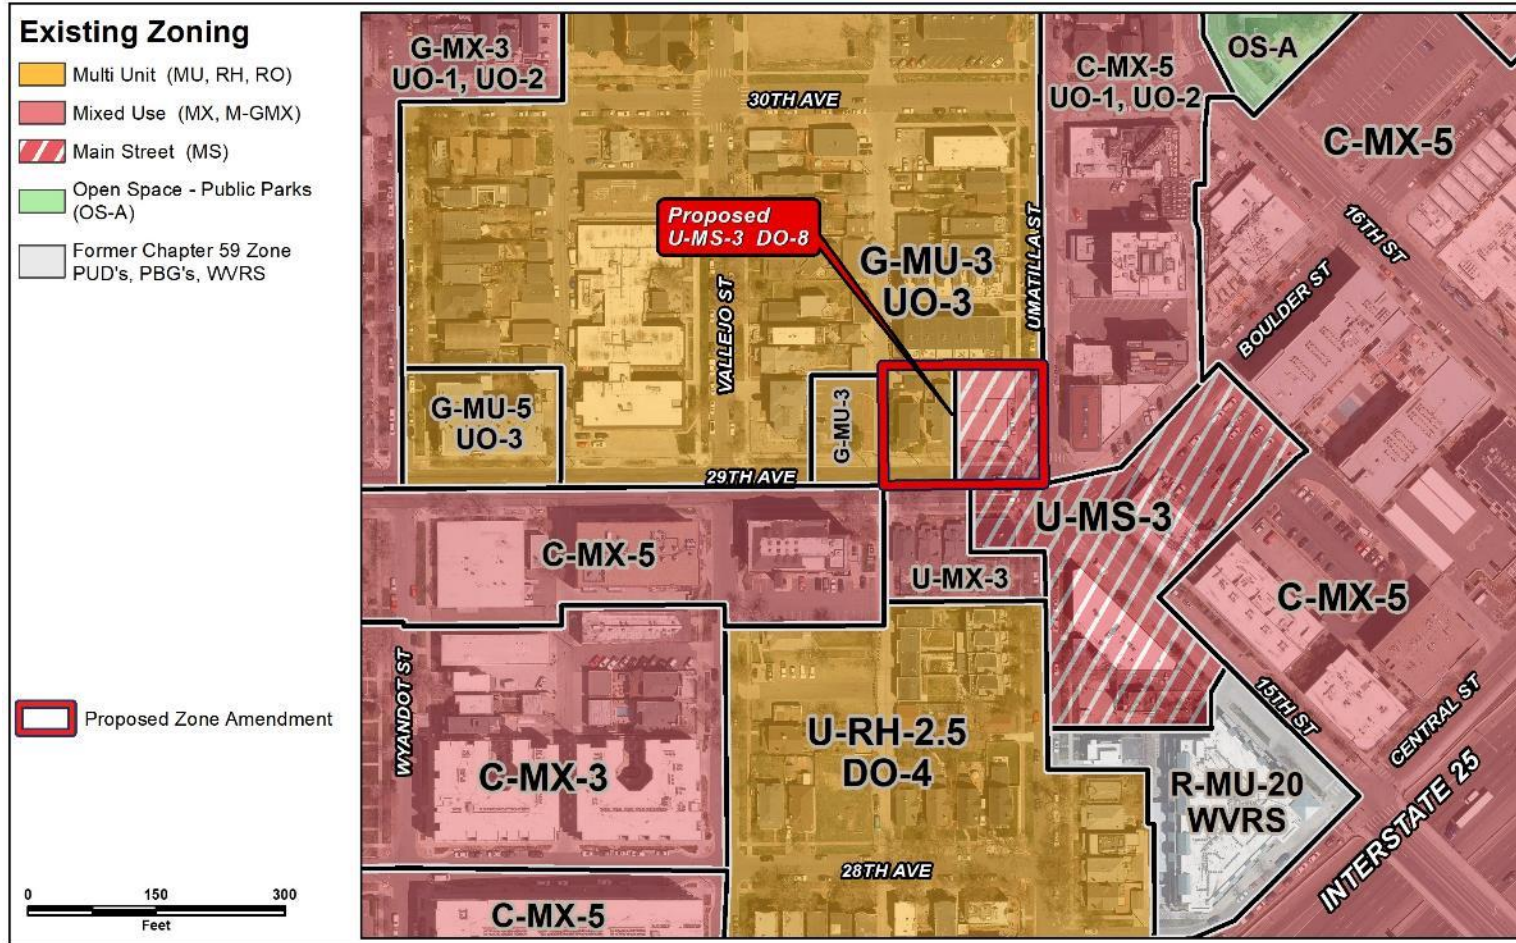 Existing Zoning
Multi Unit (MU, RH, RO)
Mixed Use (MX, M-GMX)
Main Street (MS)
Open Space - Public Parks
(OS-A)
Former Chapter 59 Zone
PUD's, PBG's, WVRS
Proposed Zone Amendment
0 150 300
Feet
G-MX-3
UO-1, UO-2
30TH AVE
C-MX-5
UO-1, UO-2
OS-A
C-MX-5
16TH ST
Proposed
U-MS-3 DO-8
G-MU-3
UO-3
UMATILLA ST
BOULDER ST
VALLEJO ST
G-MU-5
UO-3
G-MU-3
29TH AVE
U-MS-3
C-MX-5
U-MX-3
C-MX-5
WYANDOT ST
15TH ST
CENTRAL ST
U-RH-2.5
DO-4
C-MX-3
R-MU-20
WVRS
INTERSTATE 25
28TH AVE
C-MX-5